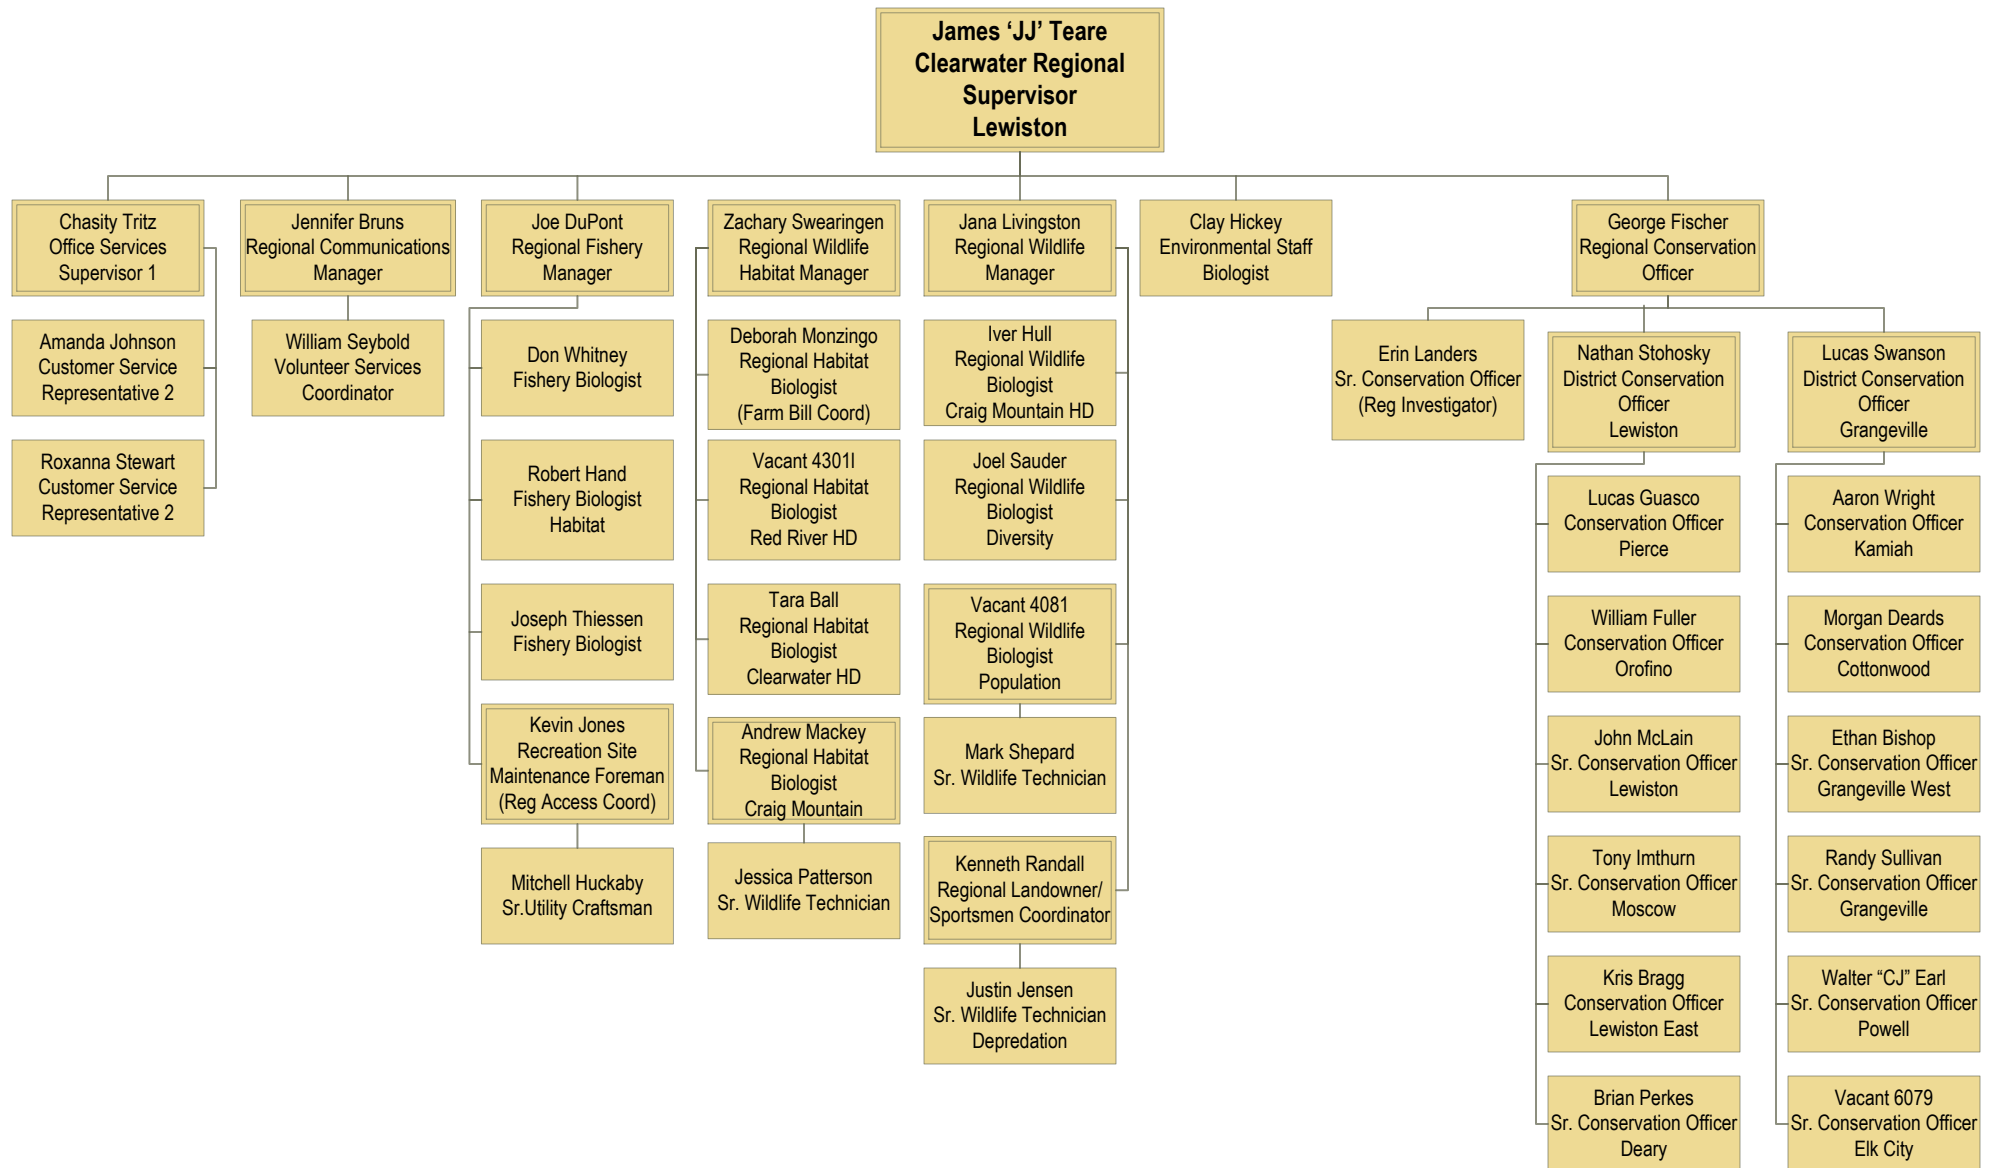 James ‘JJ’ Teare
Clearwater Regional
Supervisor
Lewiston
Chasity Tritz
Office Services
Supervisor 1
Amanda Johnson
Customer Service
Representative 2
Roxanna Stewart
Customer Service
Representative 2
Jennifer Bruns
Regional Communications
Manager
William Seybold
Volunteer Services
Coordinator
Joe DuPont
Regional Fishery
Manager
Don Whitney
Fishery Biologist
Robert Hand
Fishery Biologist
Habitat
Joseph Thiessen
Fishery Biologist
Kevin Jones
Recreation Site
Maintenance Foreman
(Reg Access Coord)
Mitchell Huckaby
Sr.Utility Craftsman
Zachary Swearingen
Regional Wildlife
Habitat Manager
Deborah Monzingo
Regional Habitat
Biologist
(Farm Bill Coord)
Vacant 4301I
Regional Habitat
Biologist
Red River HD
Tara Ball
Regional Habitat
Biologist
Clearwater HD
Andrew Mackey
Regional Habitat
Biologist
Craig Mountain
Jessica Patterson
Sr. Wildlife Technician
Jana Livingston
Regional Wildlife
Manager
Iver Hull
Regional Wildlife
Biologist
Craig Mountain HD
Joel Sauder
Regional Wildlife
Biologist
Diversity
Vacant 4081
Regional Wildlife
Biologist
Population
Mark Shepard
Sr. Wildlife Technician
Kenneth Randall
Regional Landowner/
Sportsmen Coordinator
Justin Jensen
Sr. Wildlife Technician
Depredation
Clay Hickey
Environmental Staff
Biologist
George Fischer
Regional Conservation
Officer
Erin Landers
Sr. Conservation Officer
(Reg Investigator)
Nathan Stohosky
District Conservation
Officer
Lewiston
Lucas Guasco
Conservation Officer
Pierce
William Fuller
Conservation Officer
Orofino
John McLain
Sr. Conservation Officer
Lewiston
Tony Imthurn
Sr. Conservation Officer
Moscow
Kris Bragg
Conservation Officer
Lewiston East
Brian Perkes
Sr. Conservation Officer
Deary
Lucas Swanson
District Conservation
Officer
Grangeville
Aaron Wright
Conservation Officer
Kamiah
Morgan Deards
Conservation Officer
Cottonwood
Ethan Bishop
Sr. Conservation Officer
Grangeville West
Randy Sullivan
Sr. Conservation Officer
Grangeville
Walter “CJ” Earl
Sr. Conservation Officer
Powell
Vacant 6079
Sr. Conservation Officer
Elk City